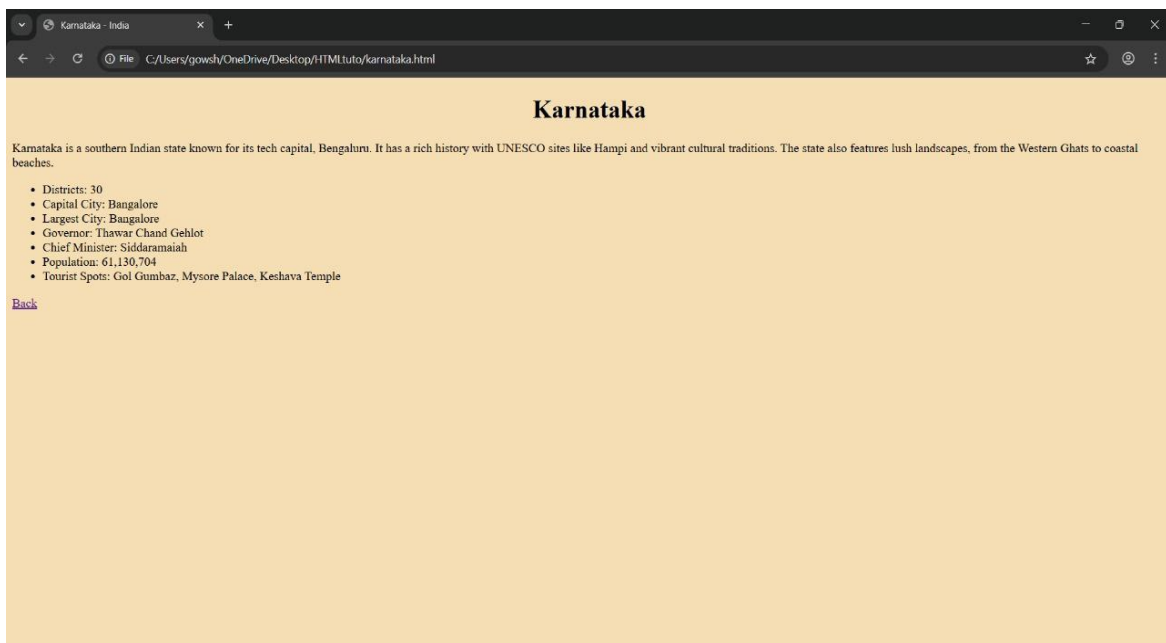 Karnataka - India
File C:/Users/gowsh/OneDrive/Desktop/HTMLtuto/karnataka.html
Karnataka
Karnataka is a southern Indian state known for its tech capital, Bengaluru. It has a rich history with UNESCO sites like Hampi and vibrant cultural traditions. The state also features lush landscapes, from the Western Ghats to coastal
beaches.
• Districts: 30
• Capital City: Bangalore
• Largest City: Bangalore
• Governor: Thawar Chand Gehlot
• Chief Minister: Siddaramaiah
• Population: 61,130,704
• Tourist Spots: Gol Gumbaz, Mysore Palace, Keshava Temple
Back